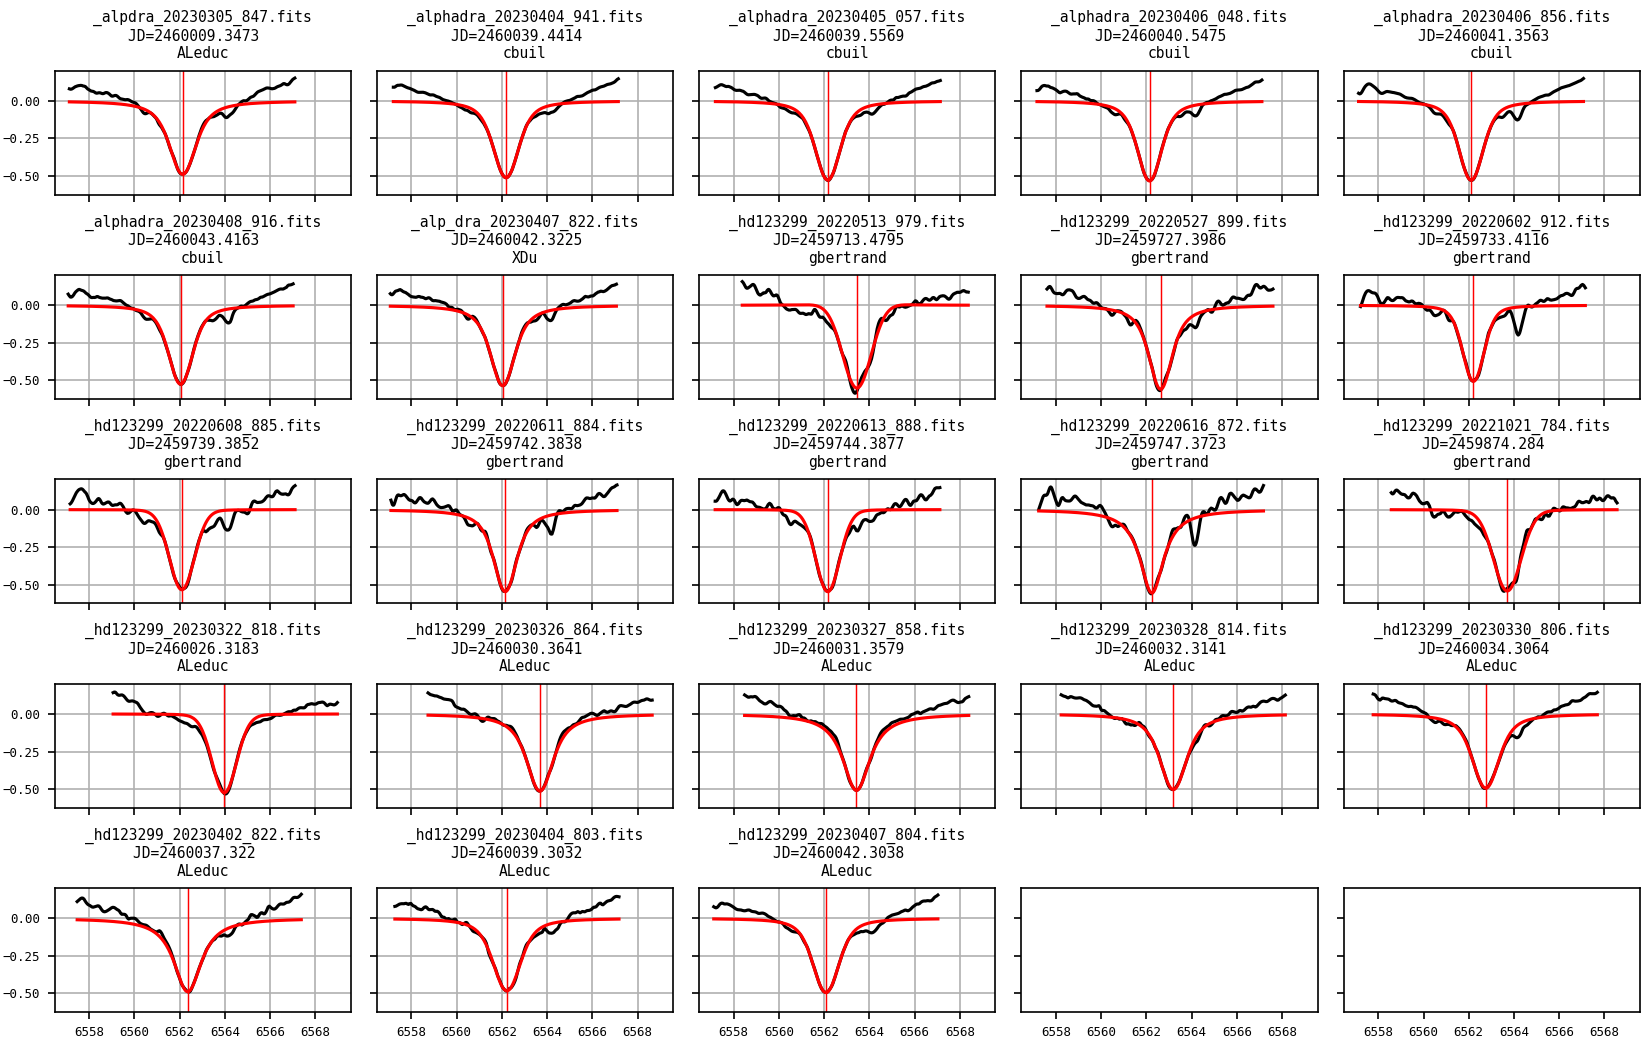 _alpdra_20230305_847.fits
JD=2460009.3473
ALeduc
_alphadra_20230404_941.fits
JD=2460039.4414
cbuil
_alphadra_20230405_057.fits
JD=2460039.5569
cbuil
_alphadra_20230406_048.fits
JD=2460040.5475
cbuil
_alphadra_20230406_856.fits
JD=2460041.3563
cbuil
0.00
−0.25
−0.50
_alphadra_20230408_916.fits
JD=2460043.4163
cbuil
_alp_dra_20230407_822.fits
JD=2460042.3225
XDu
_hd123299_20220513_979.fits
JD=2459713.4795
gbertrand
_hd123299_20220527_899.fits
JD=2459727.3986
gbertrand
_hd123299_20220602_912.fits
JD=2459733.4116
gbertrand
0.00
−0.25
−0.50
_hd123299_20220608_885.fits
JD=2459739.3852
gbertrand
_hd123299_20220611_884.fits
JD=2459742.3838
gbertrand
_hd123299_20220613_888.fits
JD=2459744.3877
gbertrand
_hd123299_20220616_872.fits
JD=2459747.3723
gbertrand
_hd123299_20221021_784.fits
JD=2459874.284
gbertrand
0.00
−0.25
−0.50
_hd123299_20230322_818.fits
JD=2460026.3183
ALeduc
_hd123299_20230326_864.fits
JD=2460030.3641
ALeduc
_hd123299_20230327_858.fits
JD=2460031.3579
ALeduc
_hd123299_20230328_814.fits
JD=2460032.3141
ALeduc
_hd123299_20230330_806.fits
JD=2460034.3064
ALeduc
0.00
−0.25
−0.50
_hd123299_20230402_822.fits
JD=2460037.322
ALeduc
_hd123299_20230404_803.fits
JD=2460039.3032
ALeduc
_hd123299_20230407_804.fits
JD=2460042.3038
ALeduc
0.00
−0.25
−0.50
6558 6560 6562 6564 6566 6568
6558 6560 6562 6564 6566 6568
6558 6560 6562 6564 6566 6568
6558 6560 6562 6564 6566 6568
6558 6560 6562 6564 6566 6568